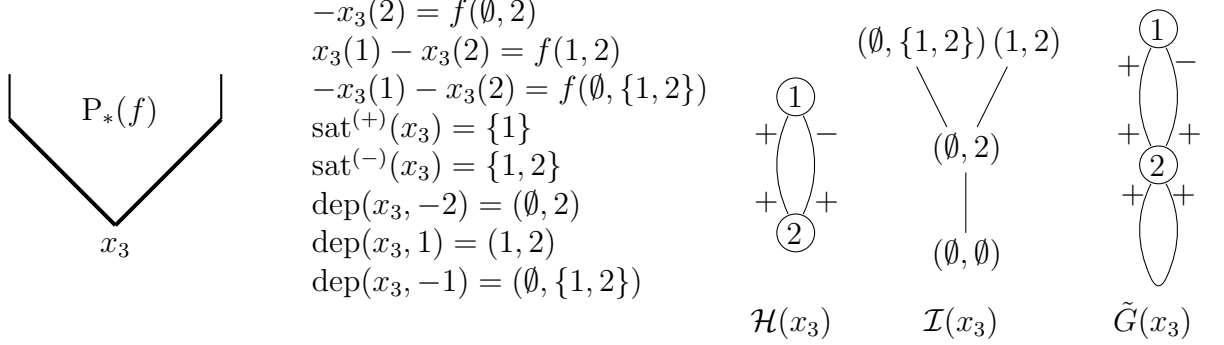 P∗(f)
x₃
−x₃(2) = f(∅, 2)
x₃(1) − x₃(2) = f(1, 2)
−x₃(1) − x₃(2) = f(∅, {1, 2})
sat⁽⁺⁾(x₃) = {1}
sat⁽⁻⁾(x₃) = {1, 2}
dep(x₃, −2) = (∅, 2)
dep(x₃, 1) = (1, 2)
dep(x₃, −1) = (∅, {1, 2})
1
+ −
+ +
2
ℋ(x₃)
(∅, {1, 2}) (1, 2)
(∅, 2)
(∅, ∅)
ℐ(x₃)
1
+ −
+ +
2
+ +
G̃(x₃)